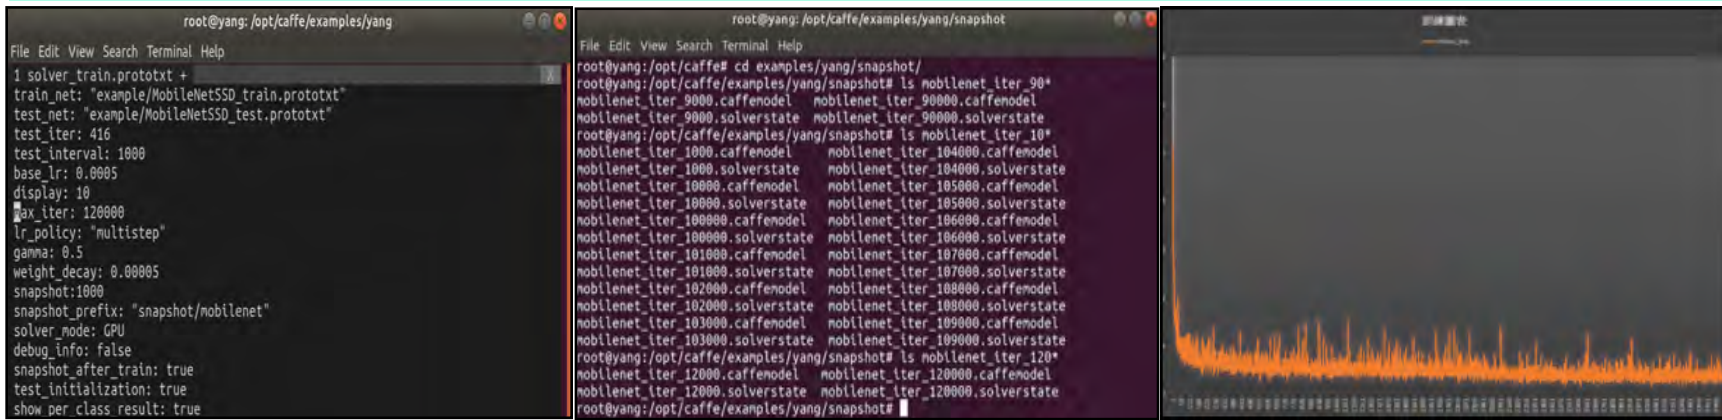 root@yang: /opt/caffe/examples/yang
File Edit View Search Terminal Help
1 solver_train.prototxt + X
train_net: "example/MobileNetSSD_train.prototxt"
test_net: "example/MobileNetSSD_test.prototxt"
test_iter: 416
test_interval: 1000
base_lr: 0.0005
display: 10
max_iter: 120000
lr_policy: "multistep"
gamma: 0.5
weight_decay: 0.00005
snapshot:1000
snapshot_prefix: "snapshot/mobilenet"
solver_mode: GPU
debug_info: false
snapshot_after_train: true
test_initialization: true
show_per_class_result: true
root@yang: /opt/caffe/examples/yang/snapshot
File Edit View Search Terminal Help
root@yang:/opt/caffe# cd examples/yang/snapshot/
root@yang:/opt/caffe/examples/yang/snapshot# ls mobilenet_iter_90*
mobilenet_iter_9000.caffemodel mobilenet_iter_90000.caffemodel
mobilenet_iter_9000.solverstate mobilenet_iter_90000.solverstate
root@yang:/opt/caffe/examples/yang/snapshot# ls mobilenet_iter_10*
mobilenet_iter_1000.caffemodel mobilenet_iter_104000.caffemodel
mobilenet_iter_1000.solverstate mobilenet_iter_104000.solverstate
mobilenet_iter_10000.caffemodel mobilenet_iter_105000.caffemodel
mobilenet_iter_10000.solverstate mobilenet_iter_105000.solverstate
mobilenet_iter_100000.caffemodel mobilenet_iter_106000.caffemodel
mobilenet_iter_100000.solverstate mobilenet_iter_106000.solverstate
mobilenet_iter_101000.caffemodel mobilenet_iter_107000.caffemodel
mobilenet_iter_101000.solverstate mobilenet_iter_107000.solverstate
mobilenet_iter_102000.caffemodel mobilenet_iter_108000.caffemodel
mobilenet_iter_102000.solverstate mobilenet_iter_108000.solverstate
mobilenet_iter_103000.caffemodel mobilenet_iter_109000.caffemodel
mobilenet_iter_103000.solverstate mobilenet_iter_109000.solverstate
root@yang:/opt/caffe/examples/yang/snapshot# ls mobilenet_iter_120*
mobilenet_iter_12000.caffemodel mobilenet_iter_120000.caffemodel
mobilenet_iter_12000.solverstate mobilenet_iter_120000.solverstate
root@yang:/opt/caffe/examples/yang/snapshot#
訓練圖表